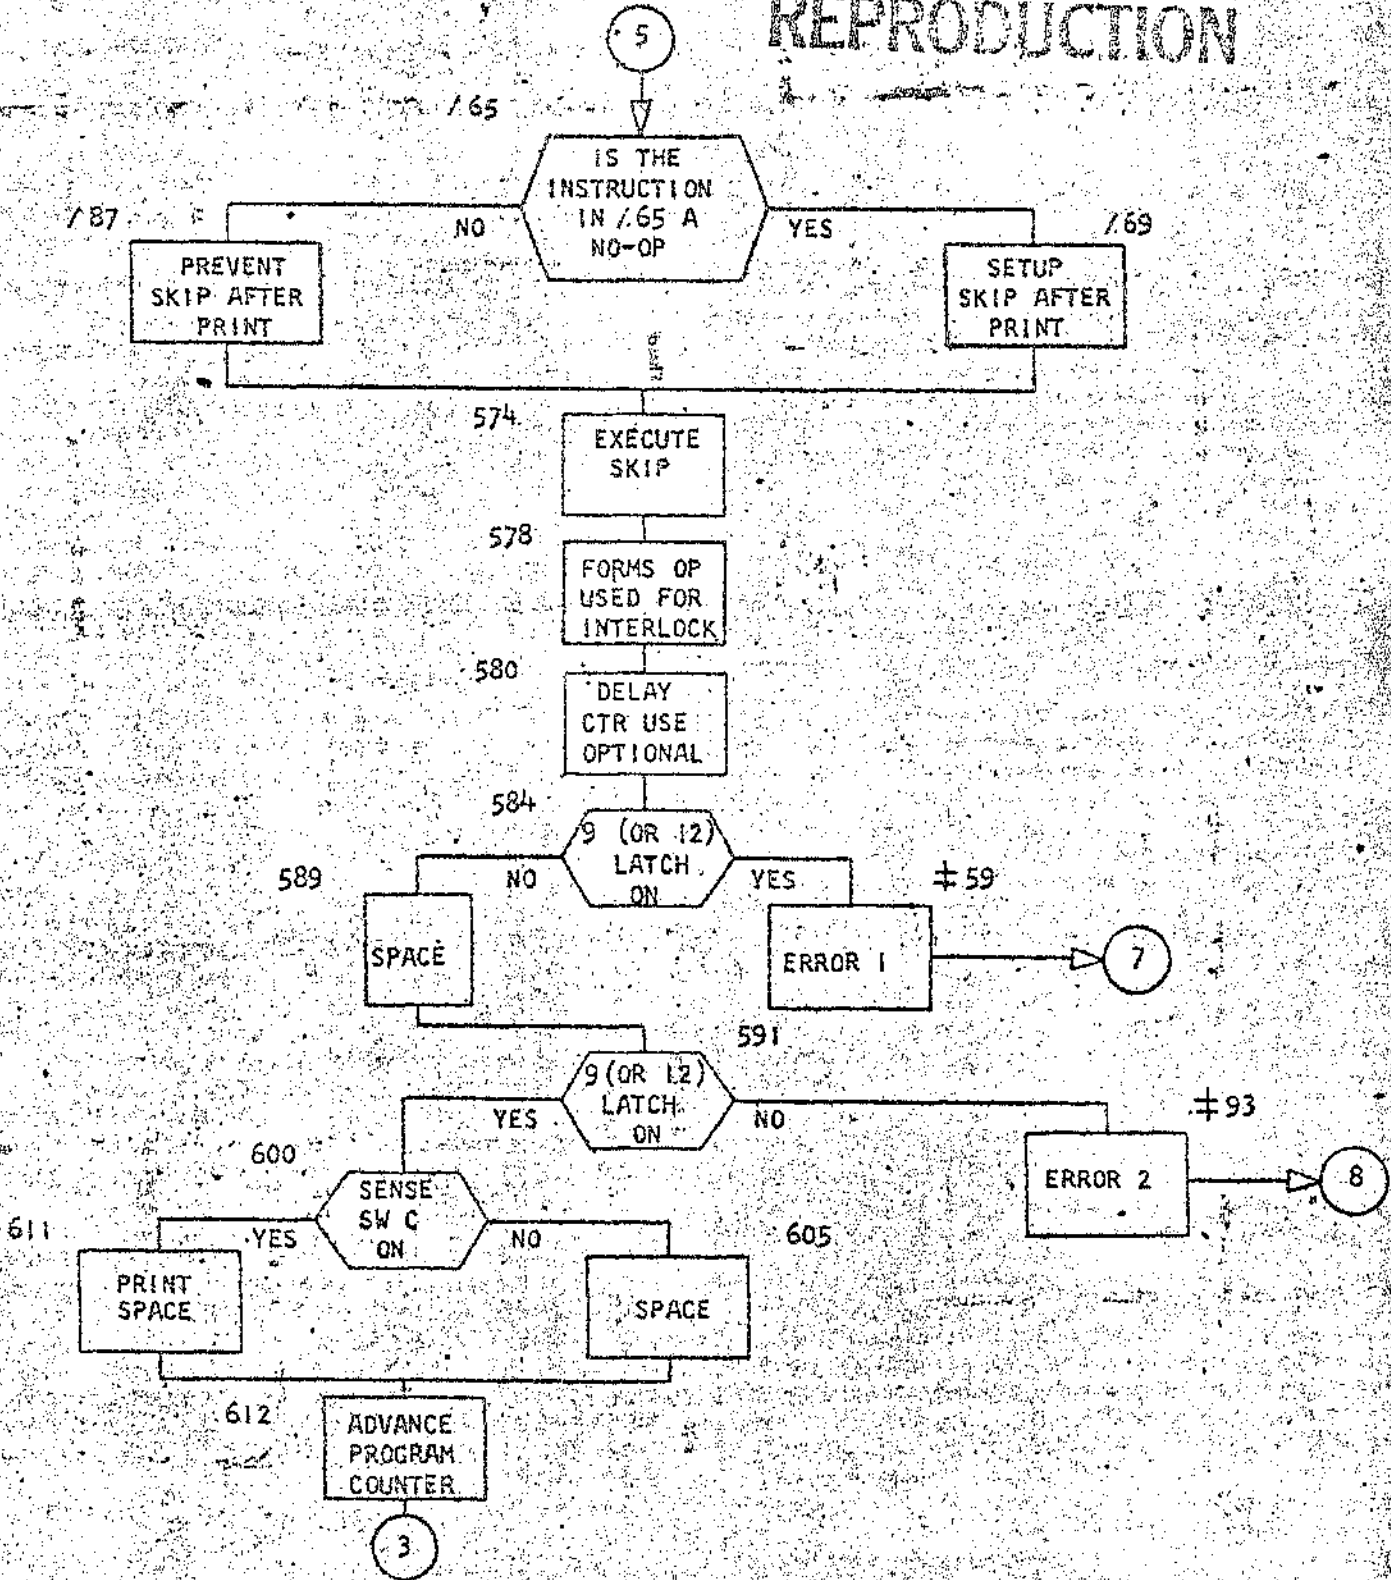 REPRODUCTION
5
/65
IS THE
INSTRUCTION
IN /65 A
NO-OP
NO
YES
/87
/69
PREVENT
SKIP AFTER
PRINT
SETUP
SKIP AFTER
PRINT
574
EXECUTE
SKIP
578
FORMS OP
USED FOR
INTERLOCK
580
DELAY
CTR USE
OPTIONAL
584
9 (OR 12)
LATCH
ON
NO
YES
589
‡59
SPACE
ERROR 1
7
591
9 (OR 12)
LATCH
ON
YES
NO
‡93
600
ERROR 2
8
SENSE
SW C
ON
YES
NO
611
605
PRINT
SPACE
SPACE
612
ADVANCE
PROGRAM
COUNTER
3